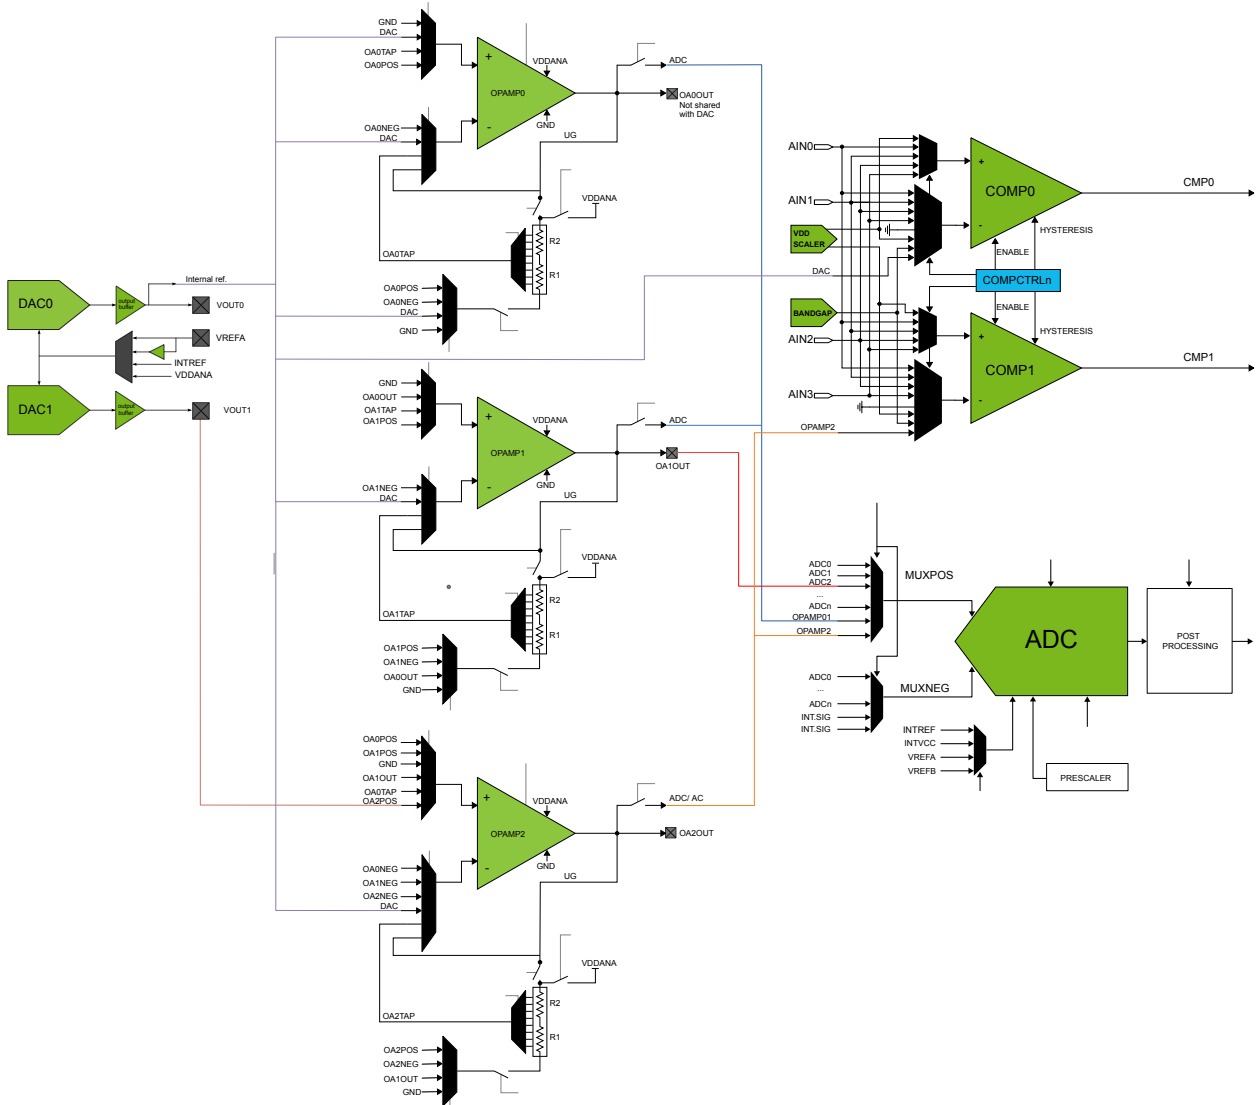 GND
DAC
OA0TAP
OA0POS
+
-
OPAMP0
VDDANA
GND
ADC
OA0OUT
Not shared
with DAC
UG
OA0NEG
DAC
VDDANA
R2
R1
OA0TAP
OA0POS
OA0NEG
DAC
GND
DAC0
output
buffer
Internal ref.
VOUT0
VREFA
INTREF
VDDANA
DAC1
output
buffer
VOUT1
GND
OA0OUT
OA1TAP
OA1POS
+
-
OPAMP1
VDDANA
GND
ADC
OA1OUT
UG
OA1NEG
DAC
VDDANA
R2
R1
OA1TAP
OA1POS
OA1NEG
OA0OUT
GND
OA0POS
OA1POS
GND
OA1OUT
OA0TAP
OA2POS
+
-
OPAMP2
VDDANA
GND
ADC/ AC
OA2OUT
UG
OA0NEG
OA1NEG
OA2NEG
DAC
VDDANA
R2
R1
OA2TAP
OA2POS
OA2NEG
OA1OUT
GND
AIN0
AIN1
VDD
SCALER
DAC
BANDGAP
AIN2
AIN3
OPAMP2
+
-
COMP0
CMP0
HYSTERESIS
ENABLE
COMPCTRLn
ENABLE
HYSTERESIS
+
-
COMP1
CMP1
ADC0
ADC1
ADC2
...
ADCn
OPAMP01
OPAMP2
MUXPOS
ADC0
...
ADCn
INT.SIG
INT.SIG
MUXNEG
ADC
POST
PROCESSING
INTREF
INTVCC
VREFA
VREFB
PRESCALER